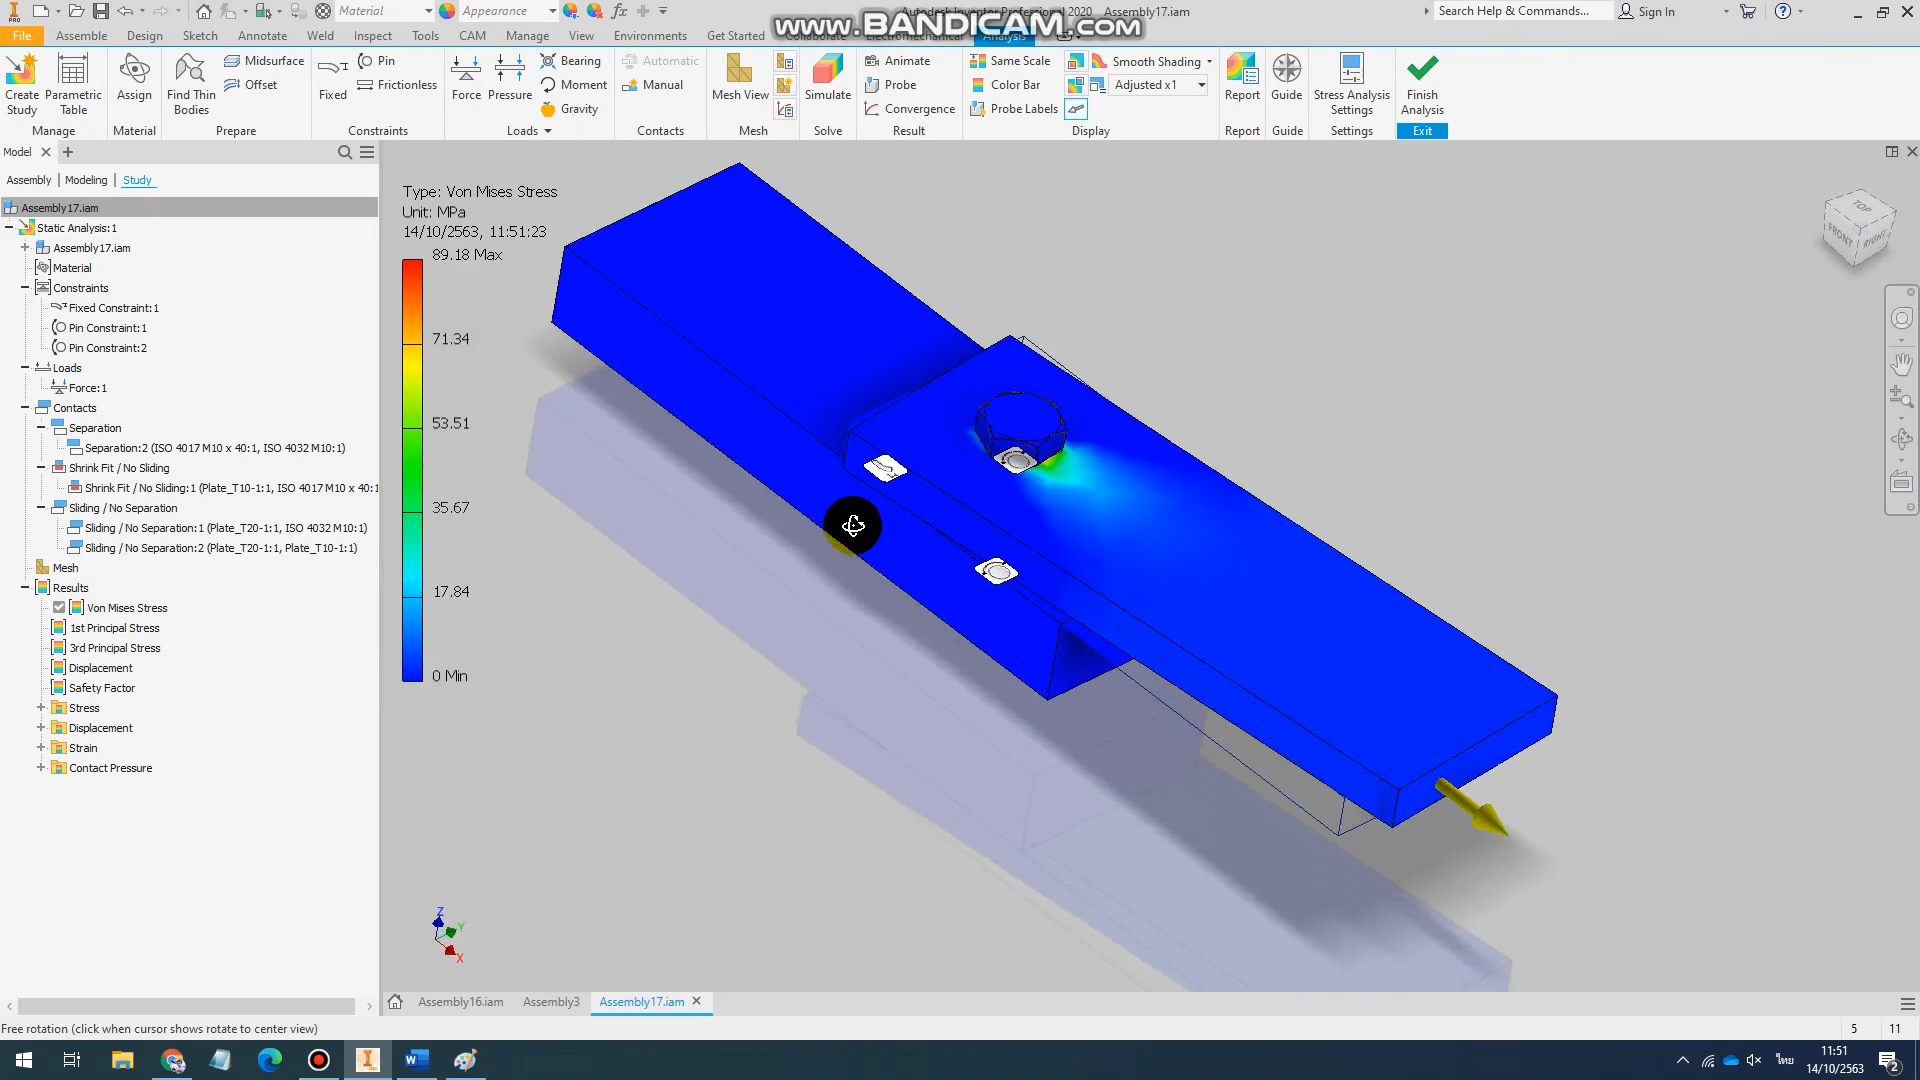 Material
Appearance
Autodesk Inventor Professional 2020 Assembly17.iam
www.BANDICAM.com
Search Help & Commands...
Sign In
File
Assemble
Design
Sketch
Annotate
Weld
Inspect
Tools
CAM
Manage
View
Environments
Get Started
Collaborate
Electromechanical
Analysis
Create Study
Parametric Table
Assign
Find Thin Bodies
Midsurface
Offset
Fixed
Pin
Frictionless
Force
Pressure
Bearing
Moment
Gravity
Automatic
Manual
Mesh View
Simulate
Animate
Probe
Convergence
Same Scale
Color Bar
Probe Labels
Smooth Shading
Adjusted x1
Report
Guide
Stress Analysis Settings
Finish Analysis
Manage
Material
Prepare
Constraints
Loads
Contacts
Mesh
Solve
Result
Display
Report
Guide
Settings
Exit
Model
Assembly
Modeling
Study
Assembly17.iam
Static Analysis:1
Assembly17.iam
Material
Constraints
Fixed Constraint:1
Pin Constraint:1
Pin Constraint:2
Loads
Force:1
Contacts
Separation
Separation:2 (ISO 4017 M10 x 40:1, ISO 4032 M10:1)
Shrink Fit / No Sliding
Shrink Fit / No Sliding:1 (Plate_T10-1:1, ISO 4017 M10 x 40:1
Sliding / No Separation
Sliding / No Separation:1 (Plate_T20-1:1, ISO 4032 M10:1)
Sliding / No Separation:2 (Plate_T20-1:1, Plate_T10-1:1)
Mesh
Results
Von Mises Stress
1st Principal Stress
3rd Principal Stress
Displacement
Safety Factor
Stress
Displacement
Strain
Contact Pressure
Type: Von Mises Stress
Unit: MPa
14/10/2563, 11:51:23
89.18 Max
71.34
53.51
35.67
17.84
0 Min
TOP
FRONT
RIGHT
Z
Y
X
Assembly16.iam
Assembly3
Assembly17.iam
Free rotation (click when cursor shows rotate to center view)
5
11
ไทย
11:51
14/10/2563
2